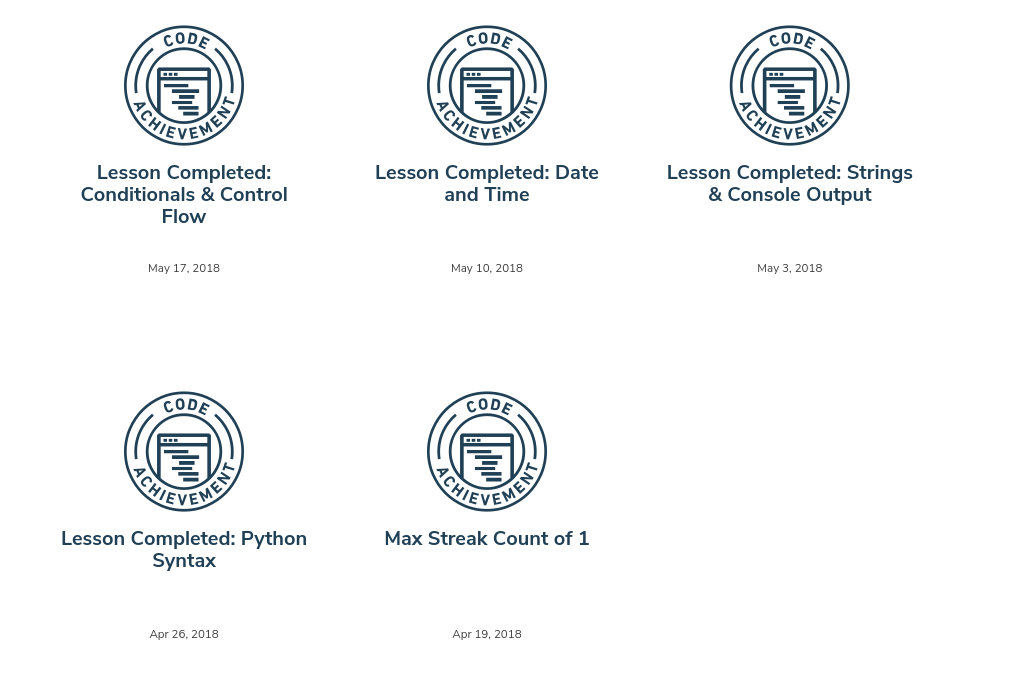 CODE
ACHIEVEMENT
Lesson Completed:
Conditionals & Control
Flow
May 17, 2018
CODE
ACHIEVEMENT
Lesson Completed: Date
and Time
May 10, 2018
CODE
ACHIEVEMENT
Lesson Completed: Strings
& Console Output
May 3, 2018
CODE
ACHIEVEMENT
Lesson Completed: Python
Syntax
Apr 26, 2018
CODE
ACHIEVEMENT
Max Streak Count of 1
Apr 19, 2018